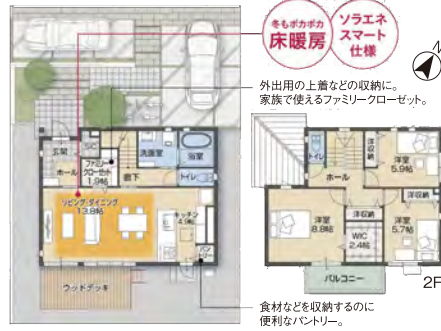 冬もポカポカ
床暖房
ソラエネ
スマート
仕様
N
外出用の上着などの収納に。
家族で使えるファミリークローゼット。
玄関
SC
ホール
ファミリー
クローゼット
1.9帖
廊下
洗面室
浴室
トイレ
リビング・ダイニング
13.8帖
キッチン
4.9帖
パントリー
ウッドデッキ
トイレ
洋収納
洋室
5.9帖
ホール
洋室
8.8帖
洋収納
WIC
2.4帖
洋室
5.7帖
バルコニー
2F
食材などを収納するのに
便利なパントリー。